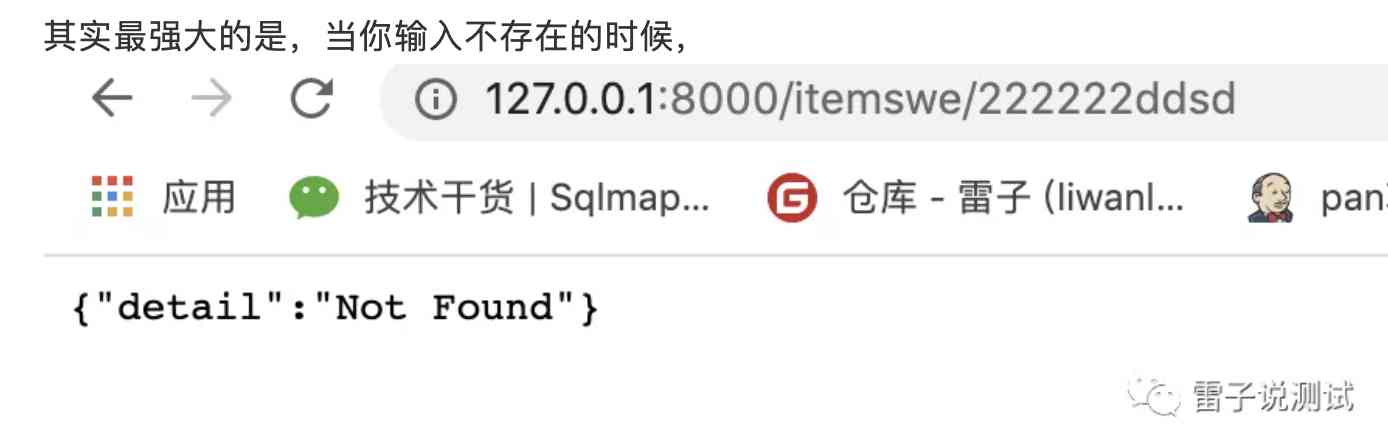 其实最强大的是，当你输入不存在的时候，
127.0.0.1:8000/itemswe/222222ddsd
应用 技术干货 | Sqlmap... 仓库 - 雷子 (liwanl... pan
{"detail":"Not Found"}
雷子说测试